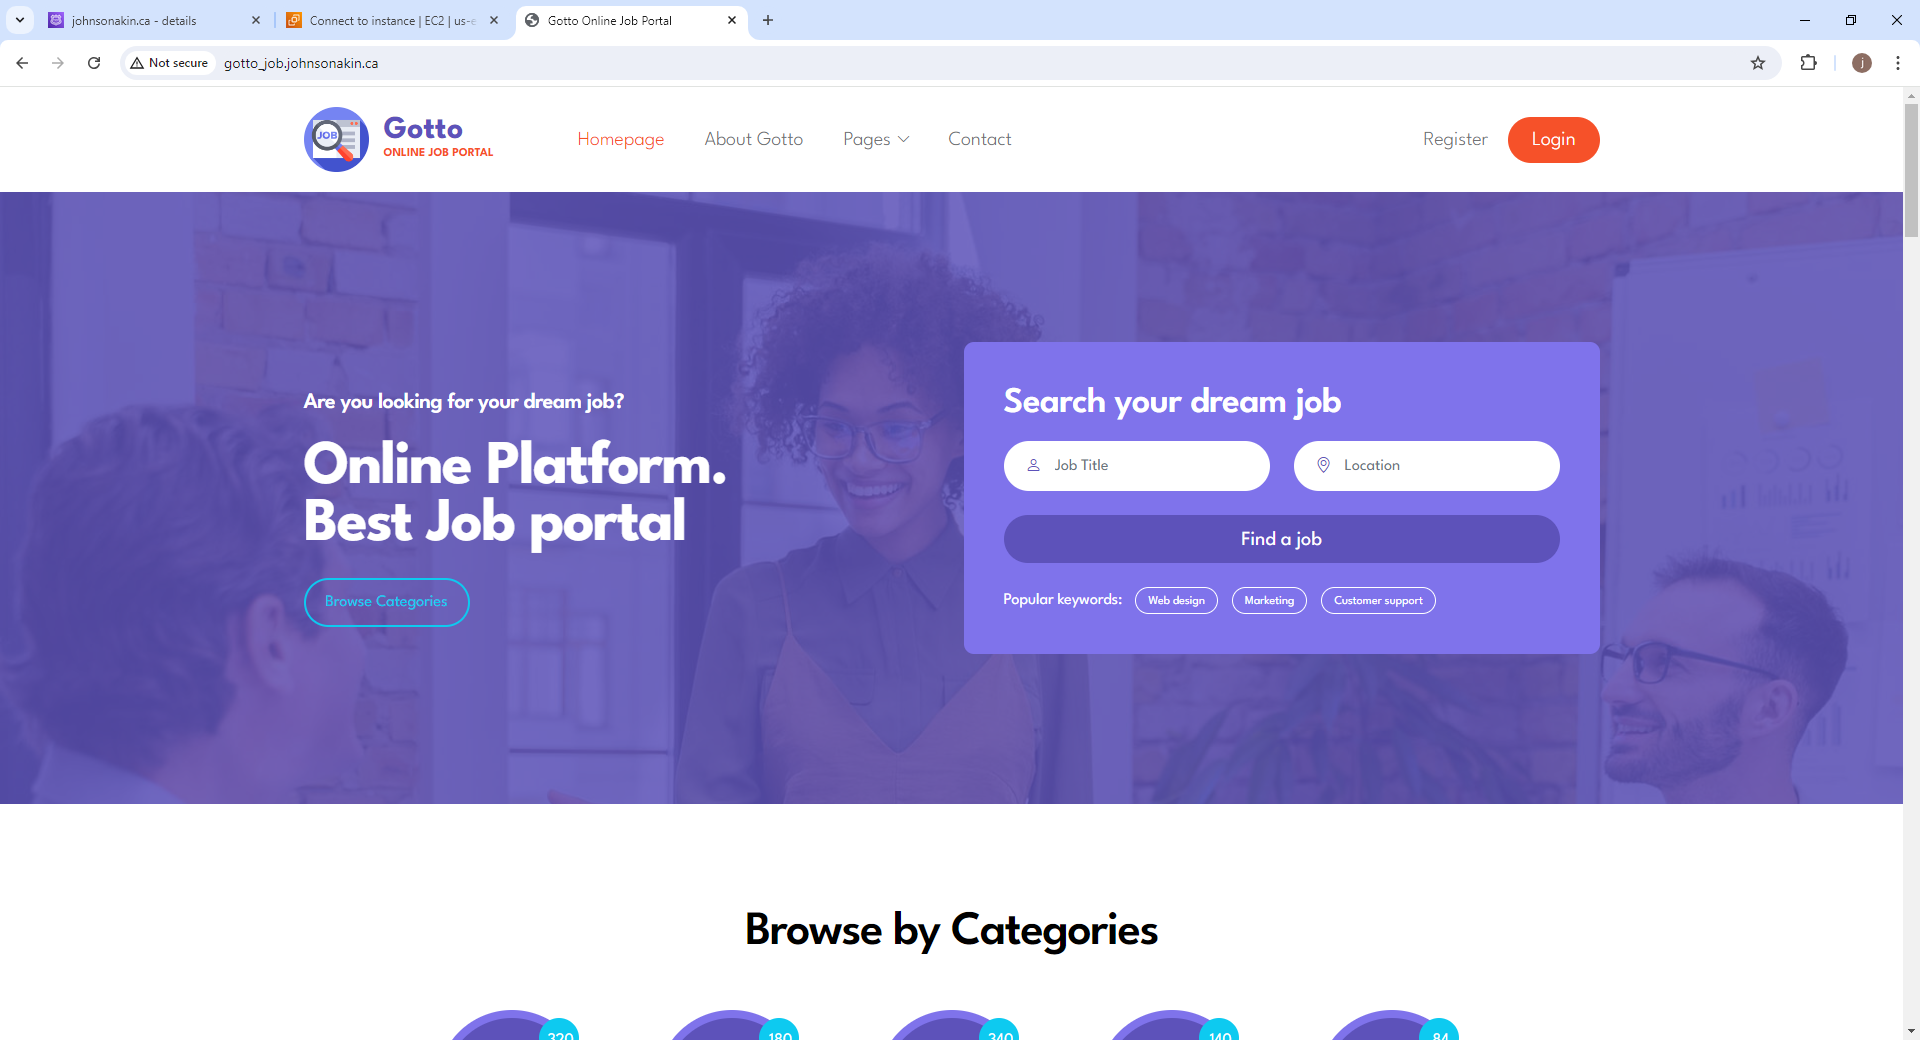 johnsonakin.ca - details
Connect to instance | EC2 | us-e
Gotto Online Job Portal
Not secure
gotto_job.johnsonakin.ca
j
JOB
Gotto
ONLINE JOB PORTAL
Homepage
About Gotto
Pages
Contact
Register
Login
Are you looking for your dream job?
Online Platform.
Best Job portal
Browse Categories
Search your dream job
Job Title
Location
Find a job
Popular keywords:
Web design
Marketing
Customer support
Browse by Categories
320
180
340
140
84